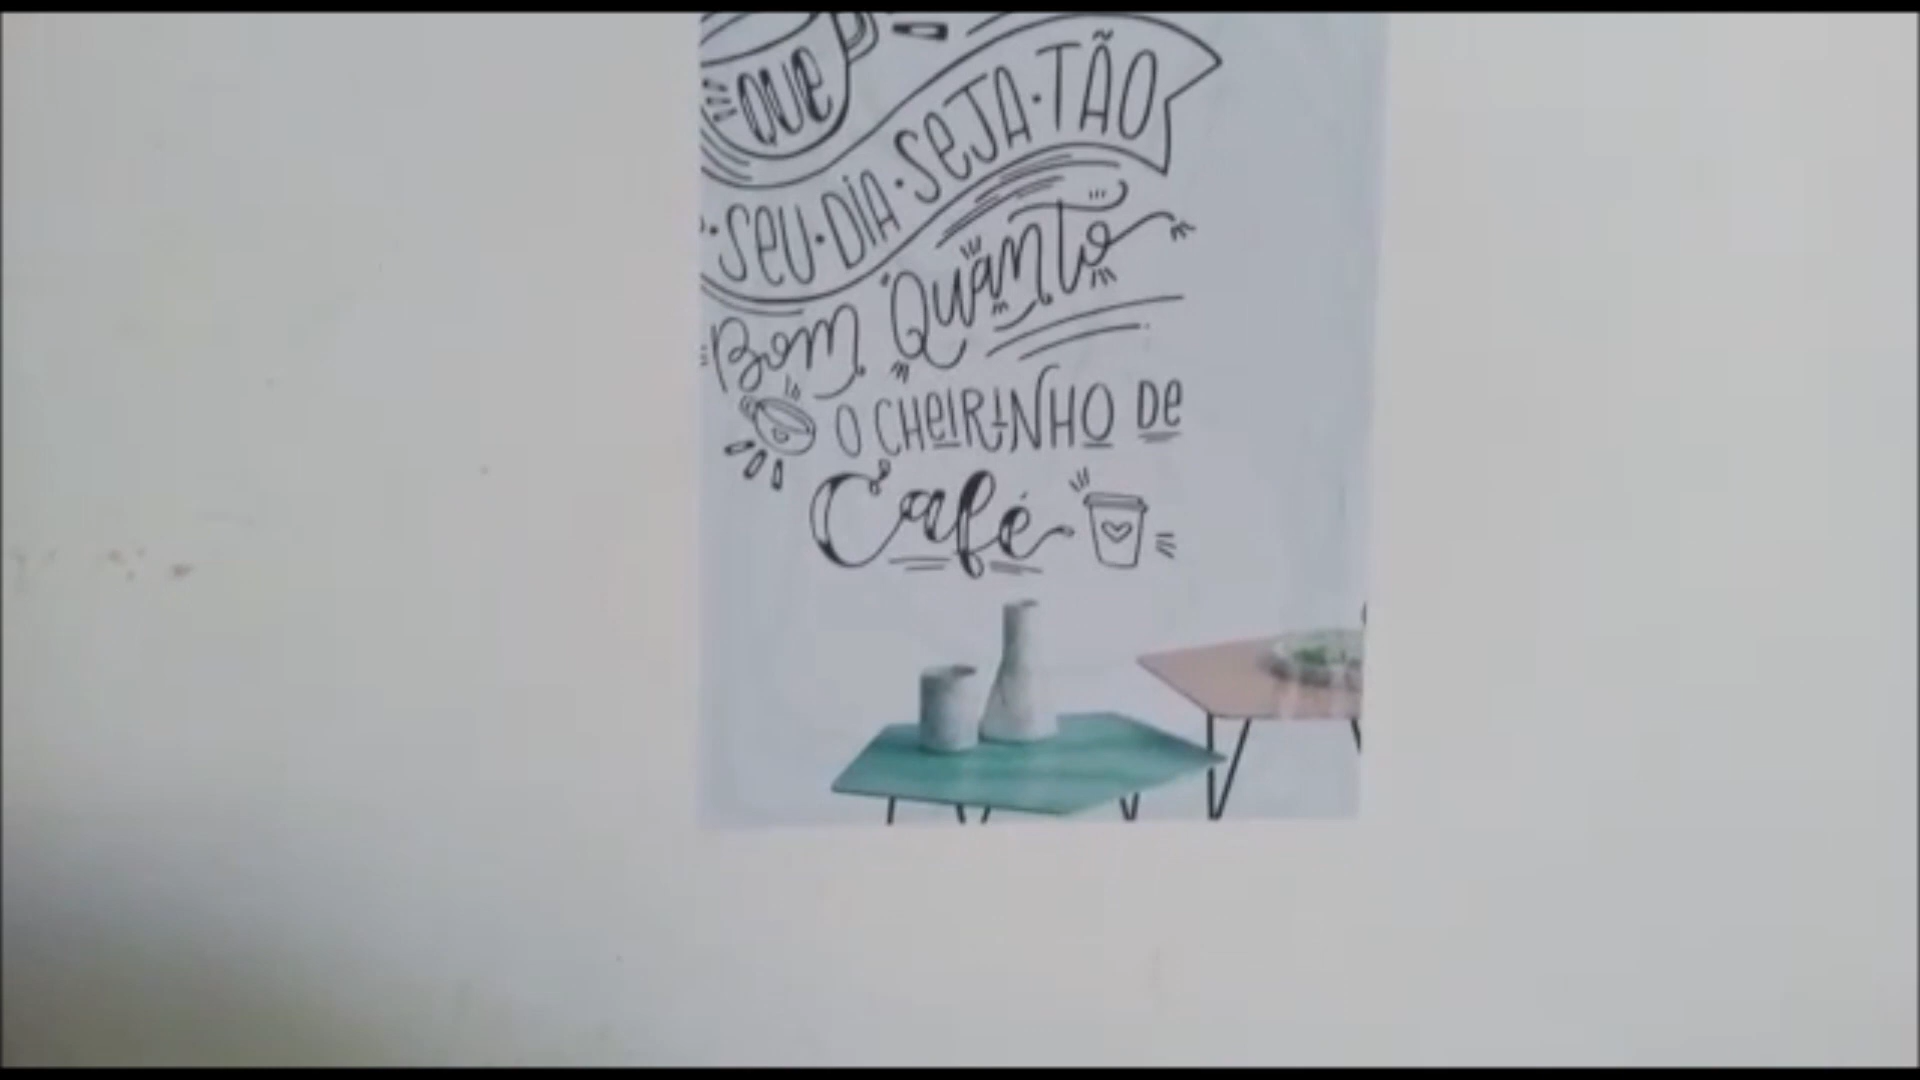 QUE
SEU·DIA·SEJA·TÃO
BOM QUANTO
O CHEIRINHO DE
Café